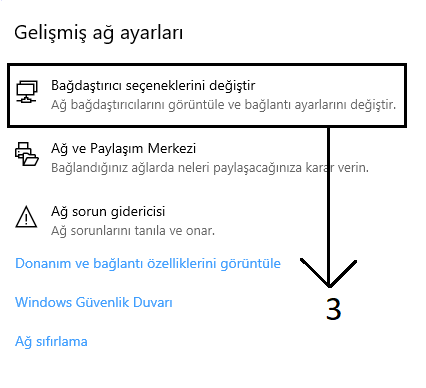 Gelişmiş ağ ayarları
Bağdaştırıcı seçeneklerini değiştir
Ağ bağdaştırıcılarını görüntüle ve bağlantı ayarlarını değiştir.
Ağ ve Paylaşım Merkezi
Bağlandığınız ağlarda neleri paylaşacağınıza karar verin.
Ağ sorun gidericisi
Ağ sorunlarını tanıla ve onar.
Donanım ve bağlantı özelliklerini görüntüle
Windows Güvenlik Duvarı
3
Ağ sıfırlama